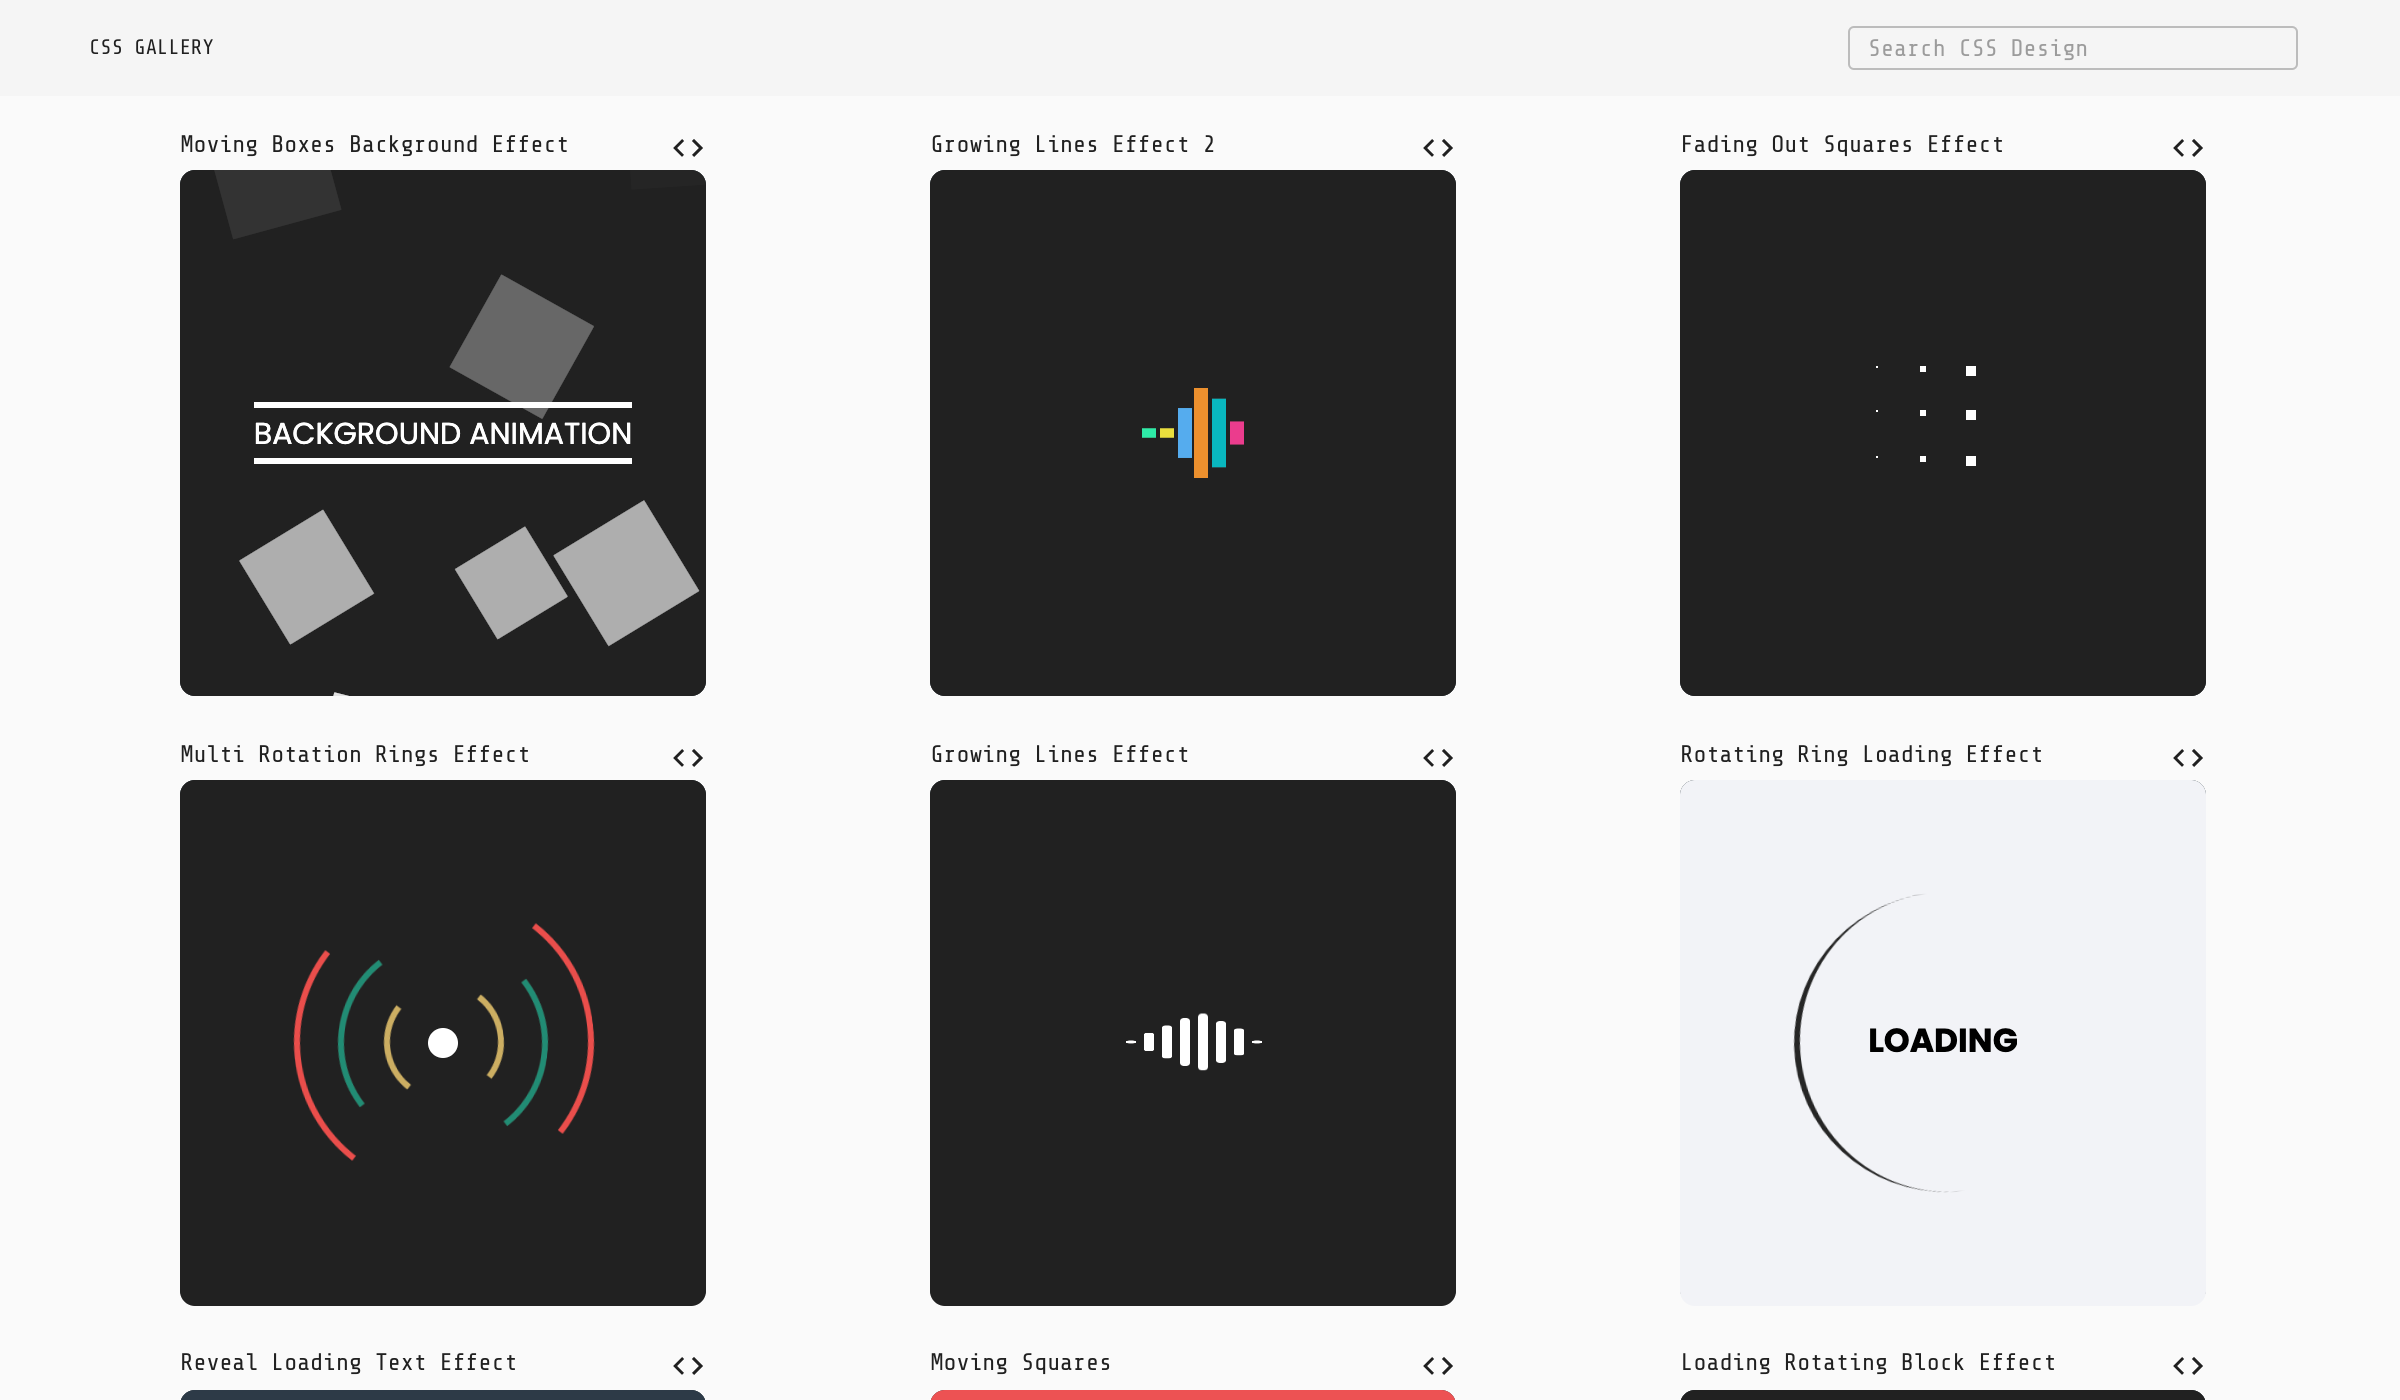 CSS GALLERY
Search CSS Design
Moving Boxes Background Effect
Growing Lines Effect 2
Fading Out Squares Effect
BACKGROUND ANIMATION
Multi Rotation Rings Effect
Growing Lines Effect
Rotating Ring Loading Effect
LOADING
Reveal Loading Text Effect
Moving Squares
Loading Rotating Block Effect